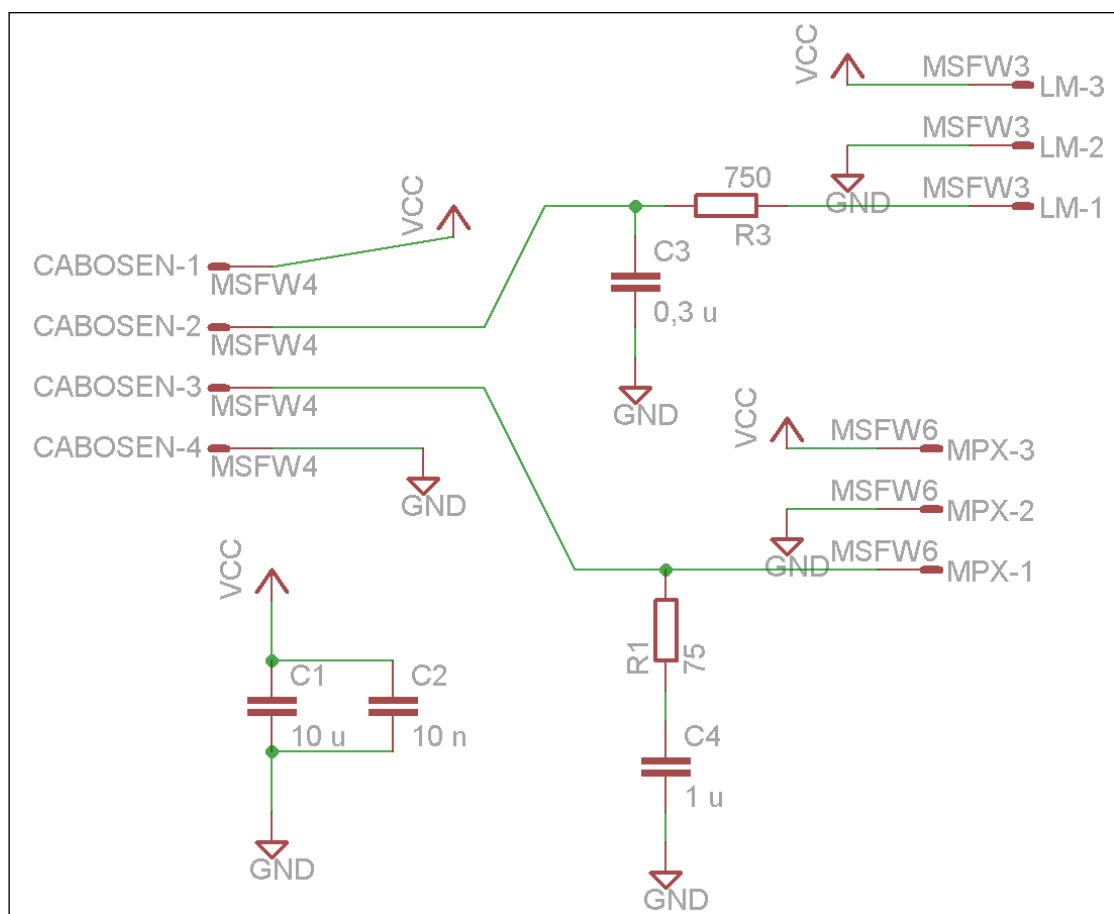 VCC
MSFW3
LM-3
MSFW3
LM-2
GND
750
MSFW3
LM-1
R3
VCC
C3
0,3 u
GND
CABOSEN-1
MSFW4
CABOSEN-2
MSFW4
CABOSEN-3
MSFW4
CABOSEN-4
MSFW4
GND
VCC
MSFW6
MPX-3
MSFW6
MPX-2
GND
MSFW6
MPX-1
R1
75
C4
1 u
GND
VCC
C1
10 u
C2
10 n
GND